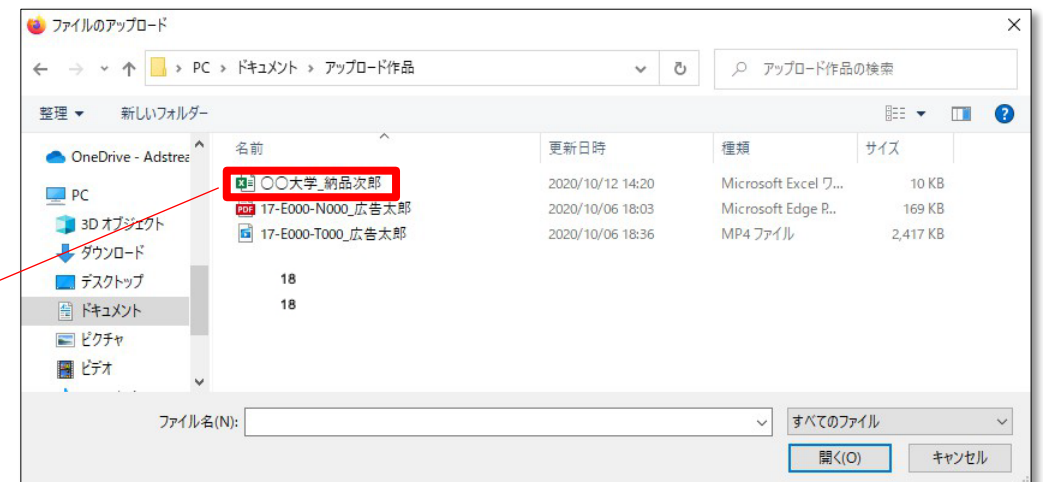 ファイルのアップロード
PC › ドキュメント › アップロード作品
アップロード作品の検索
整理 新しいフォルダー
名前 更新日時 種類 サイズ
〇〇大学_納品次郎 2020/10/12 14:20 Microsoft Excel ワ... 10 KB
PDF 17-E000-N000_広告太郎 2020/10/06 18:03 Microsoft Edge P... 169 KB
17-E000-T000_広告太郎 2020/10/06 18:36 MP4 ファイル 2,417 KB
18
18
OneDrive - Adstrea
PC
3D オブジェクト
ダウンロード
デスクトップ
ドキュメント
ピクチャ
ビデオ
ファイル名(N):
すべてのファイル
開く(O) キャンセル